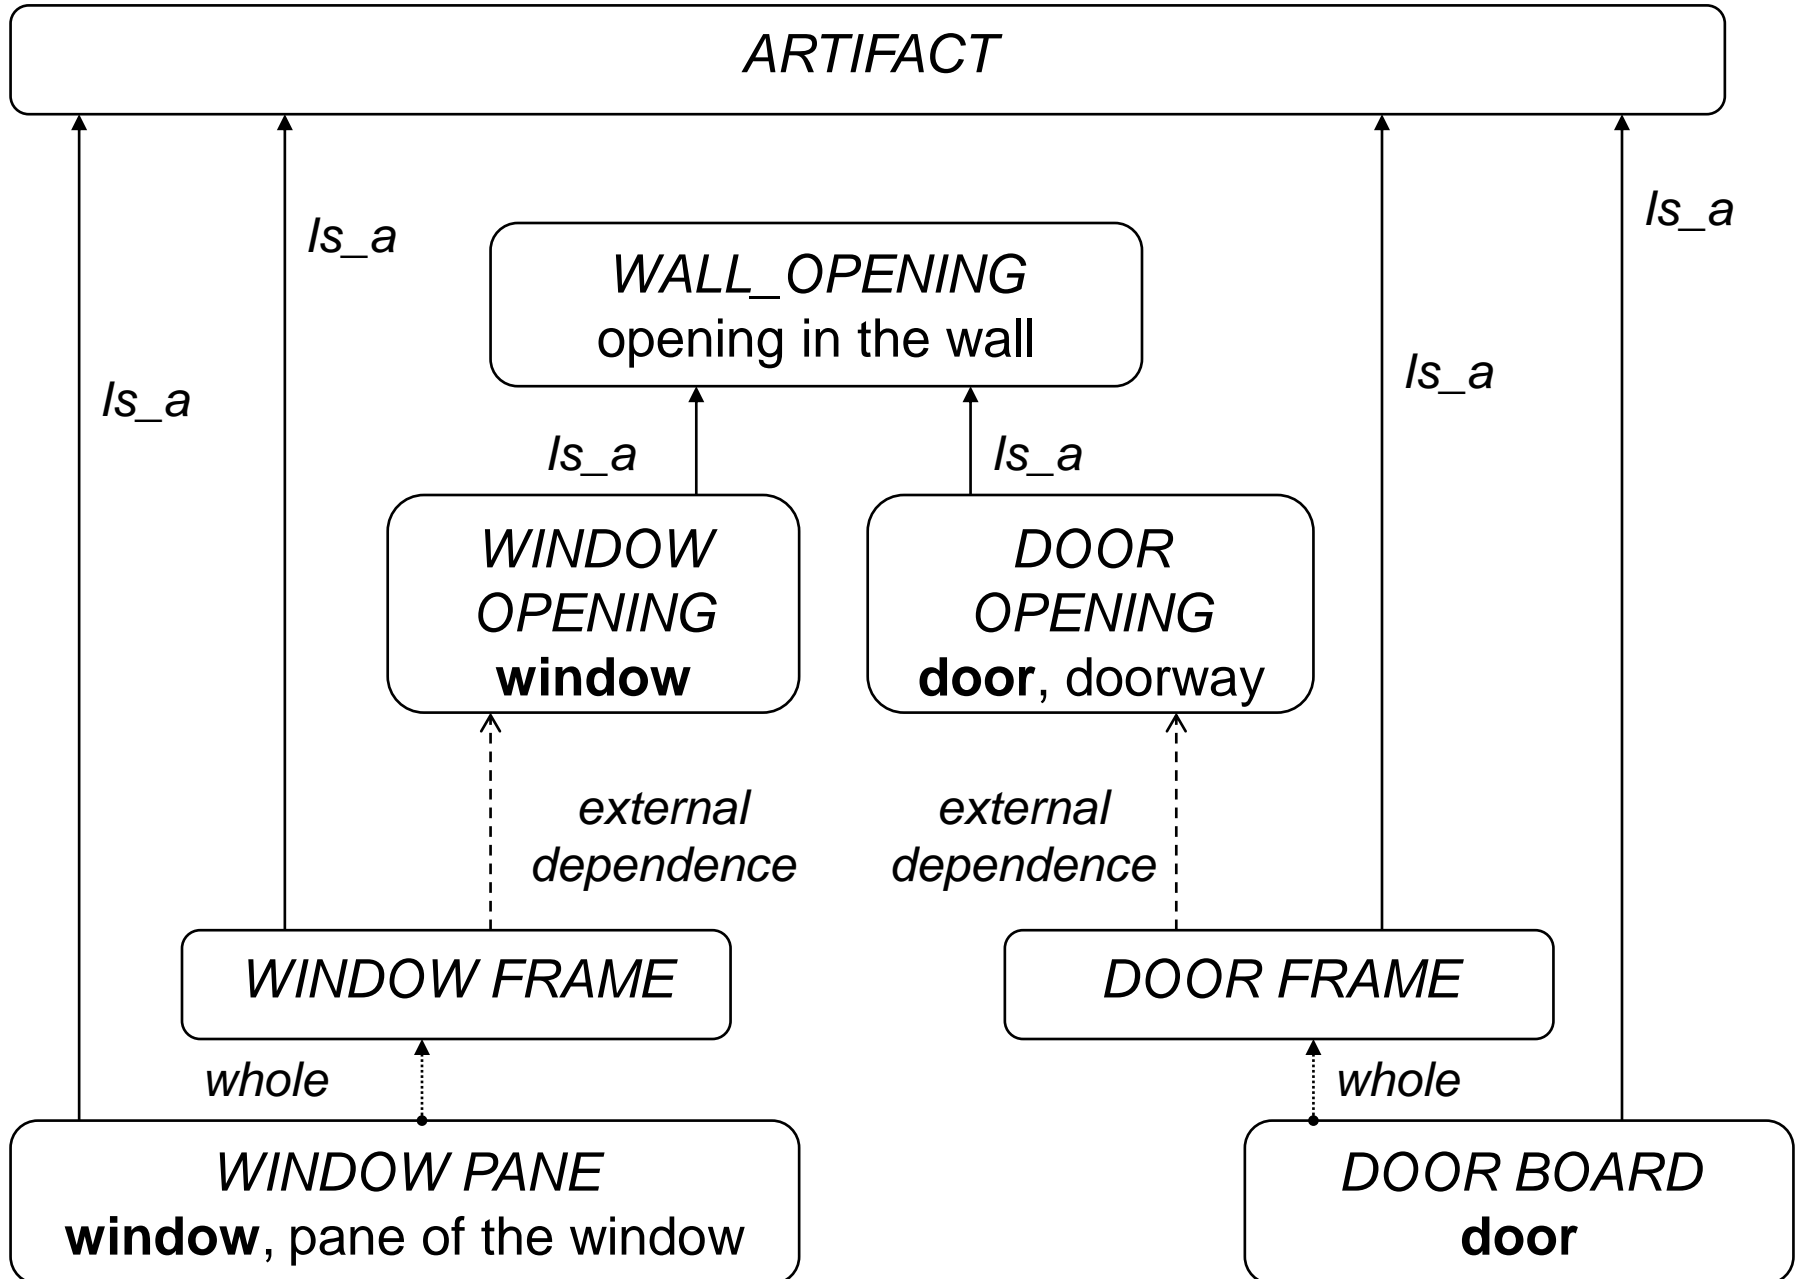 ARTIFACT
Is_a
Is_a
WALL_OPENING
opening in the wall
Is_a
Is_a
Is_a
Is_a
WINDOW
OPENING
window
DOOR
OPENING
door, doorway
external
dependence
external
dependence
WINDOW FRAME
DOOR FRAME
whole
whole
WINDOW PANE
window, pane of the window
DOOR BOARD
door